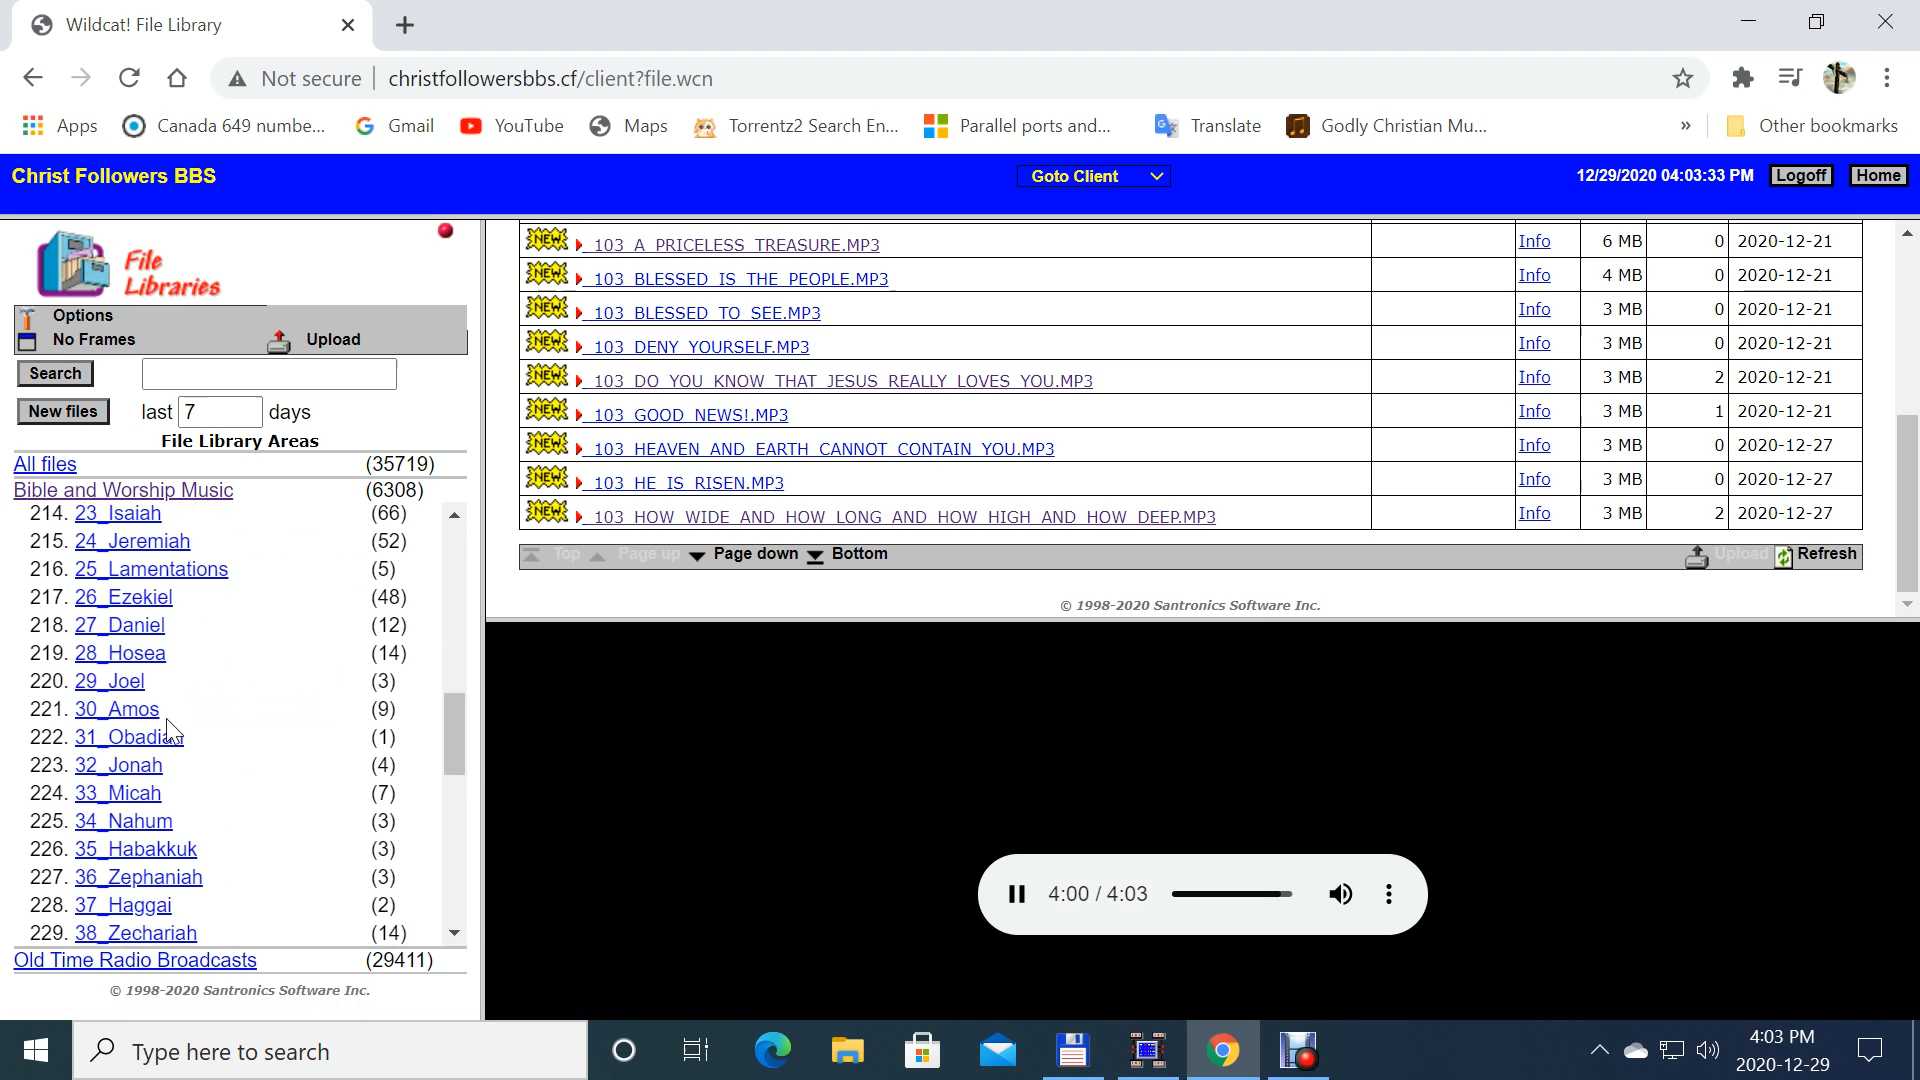 Wildcat! File Library
Not secure | christfollowersbbs.cf/client?file.wcn
Apps Canada 649 numbe... Gmail YouTube Maps Torrentz2 Search En... Parallel ports and... Translate Godly Christian Mu... » Other bookmarks
Christ Followers BBS Goto Client 12/29/2020 04:03:33 PM Logoff Home
File Libraries
Options
No Frames Upload
Search
New files last 7 days
File Library Areas
All files (35719)
Bible and Worship Music (6308)
214. 23_Isaiah (66)
215. 24_Jeremiah (52)
216. 25_Lamentations (5)
217. 26_Ezekiel (48)
218. 27_Daniel (12)
219. 28_Hosea (14)
220. 29_Joel (3)
221. 30_Amos (9)
222. 31_Obadiah (1)
223. 32_Jonah (4)
224. 33_Micah (7)
225. 34_Nahum (3)
226. 35_Habakkuk (3)
227. 36_Zephaniah (3)
228. 37_Haggai (2)
229. 38_Zechariah (14)
Old Time Radio Broadcasts (29411)
© 1998-2020 Santronics Software Inc.
NEW 103_A_PRICELESS_TREASURE.MP3 Info 6 MB 0 2020-12-21
NEW 103_BLESSED_IS_THE_PEOPLE.MP3 Info 4 MB 0 2020-12-21
NEW 103_BLESSED_TO_SEE.MP3 Info 3 MB 0 2020-12-21
NEW 103_DENY_YOURSELF.MP3 Info 3 MB 0 2020-12-21
NEW 103_DO_YOU_KNOW_THAT_JESUS_REALLY_LOVES_YOU.MP3 Info 3 MB 2 2020-12-21
NEW 103_GOOD_NEWS!.MP3 Info 3 MB 1 2020-12-21
NEW 103_HEAVEN_AND_EARTH_CANNOT_CONTAIN_YOU.MP3 Info 3 MB 0 2020-12-27
NEW 103_HE_IS_RISEN.MP3 Info 3 MB 0 2020-12-27
NEW 103_HOW_WIDE_AND_HOW_LONG_AND_HOW_HIGH_AND_HOW_DEEP.MP3 Info 3 MB 2 2020-12-27
Top Page up Page down Bottom Upload Refresh
© 1998-2020 Santronics Software Inc.
4:00 / 4:03
Type here to search
4:03 PM
2020-12-29